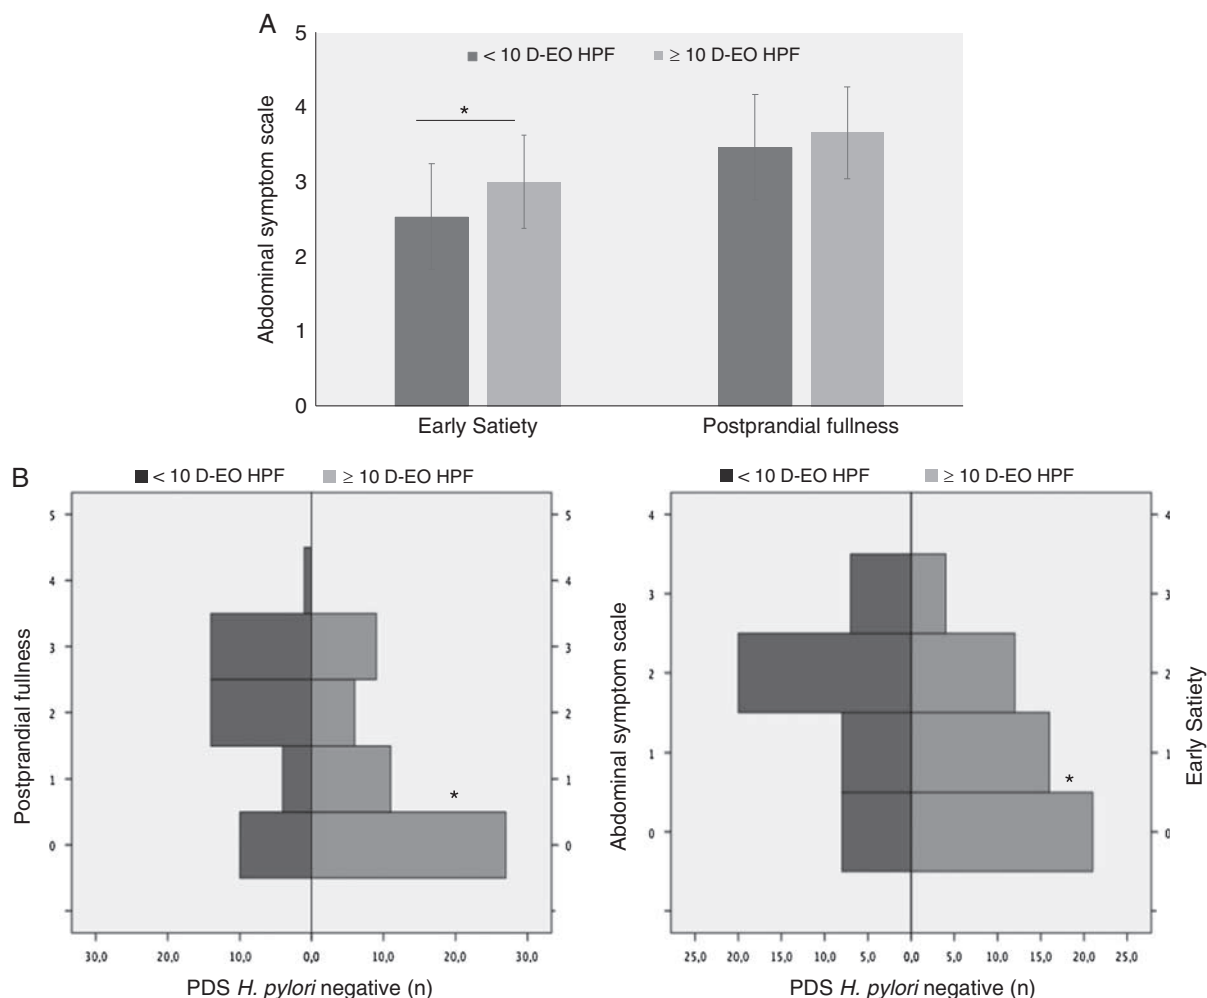 A
< 10 D-EO HPF ≥ 10 D-EO HPF
Abdominal symptom scale
5
4
3
2
1
0
*
Early Satiety Postprandial fullness
B
< 10 D-EO HPF ≥ 10 D-EO HPF
Postprandial fullness
5 5
4 4
3 3
2 2
1 1
0 0
*
30,0 20,0 10,0 0,0 10,0 20,0 30,0
PDS H. pylori negative (n)
< 10 D-EO HPF ≥ 10 D-EO HPF
Abdominal symptom scale
4 4
3 3
2 2
1 1
0 0
*
Early Satiety
25,0 20,0 15,0 10,0 5,0 0,0 5,0 10,0 15,0 20,0 25,0
PDS H. pylori negative (n)